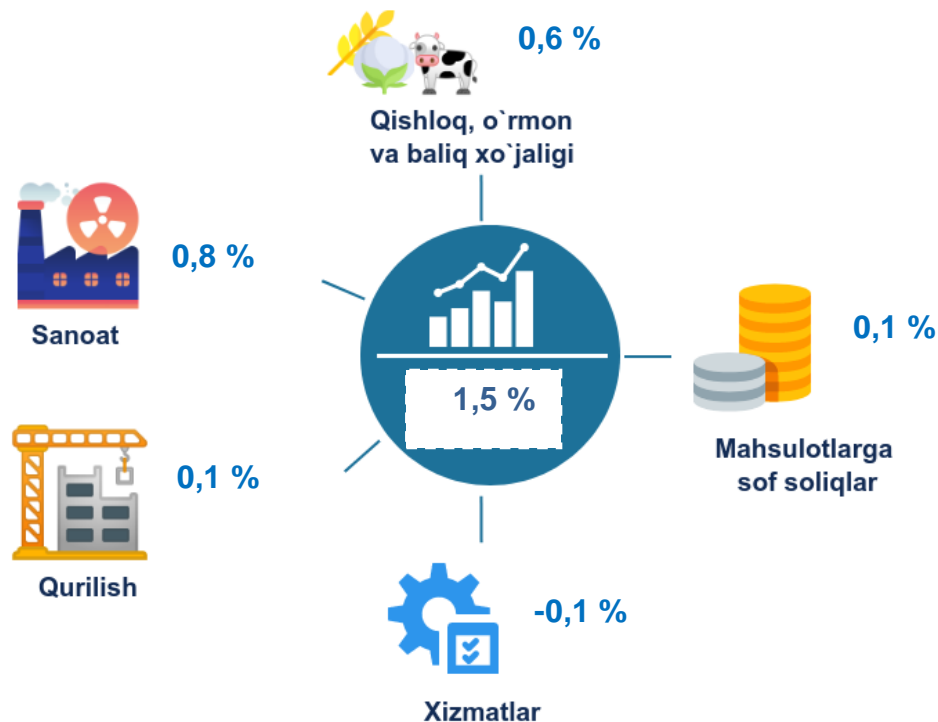 0,6 %
Qishloq, o`rmon
va baliq xo`jaligi
0,8 %
Sanoat
0,1 %
Mahsulotlarga
sof soliqlar
1,5 %
0,1 %
Qurilish
-0,1 %
Xizmatlar